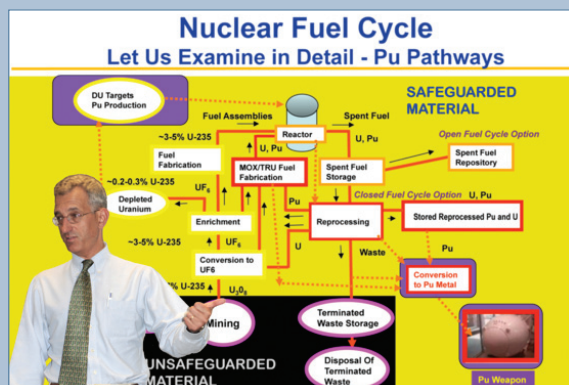 Nuclear Fuel Cycle
Let Us Examine in Detail - Pu Pathways
DU Targets
Pu Production
Fuel Assemblies
Spent Fuel
SAFEGUARDED
MATERIAL
Reactor
~3-5% U-235
U, Pu
U, Pu
Open Fuel Cycle Option
Fuel
Fabrication
MOX/TRU Fuel
Fabrication
Spent Fuel
Storage
Spent Fuel
Repository
~0.2-0.3% U-235
UF6
Pu
Closed Fuel Cycle Option
U, Pu
Depleted
Uranium
Enrichment
Reprocessing
Stored Reprocessed Pu and U
~3-5% U-235
UF6
U
Waste
Pu
Conversion to
UF6
Conversion
to Pu Metal
% U-235
U308
Mining
Terminated
Waste Storage
UNSAFEGUARDED
MATERIAL
Disposal Of
Terminated
Waste
Pu Weapon